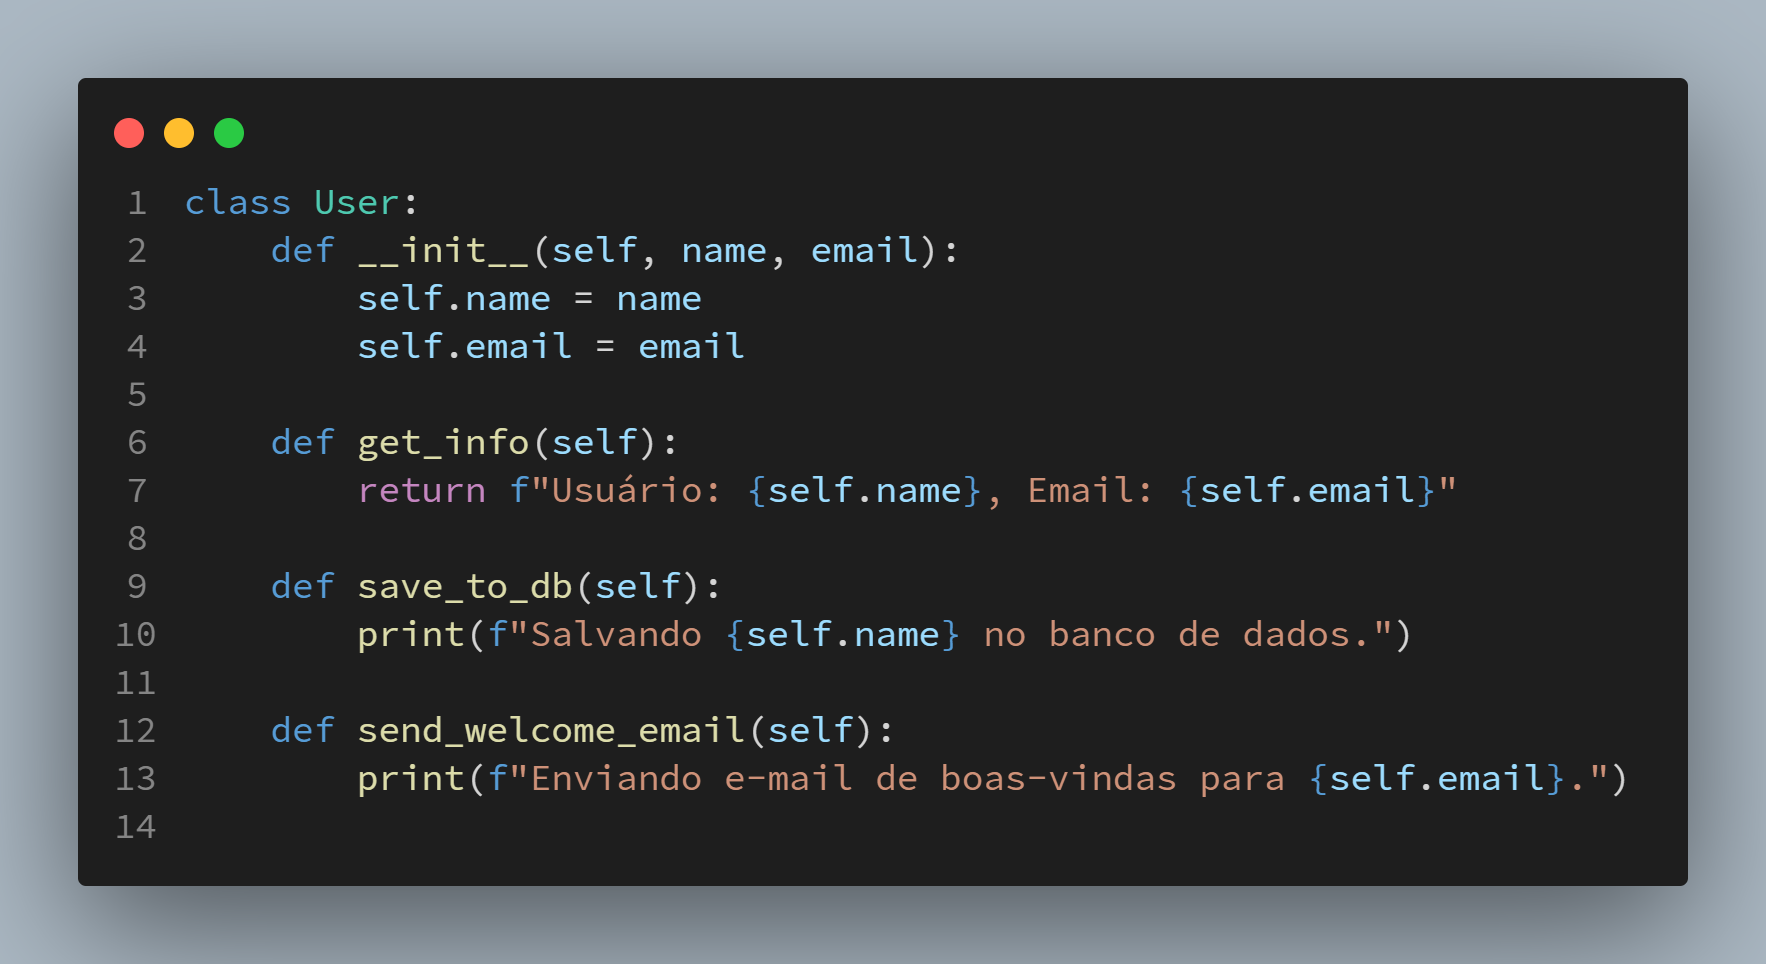 1 class User:
2     def __init__(self, name, email):
3         self.name = name
4         self.email = email
5
6     def get_info(self):
7         return f"Usuário: {self.name}, Email: {self.email}"
8
9     def save_to_db(self):
10         print(f"Salvando {self.name} no banco de dados.")
11
12     def send_welcome_email(self):
13         print(f"Enviando e-mail de boas-vindas para {self.email}.")
14